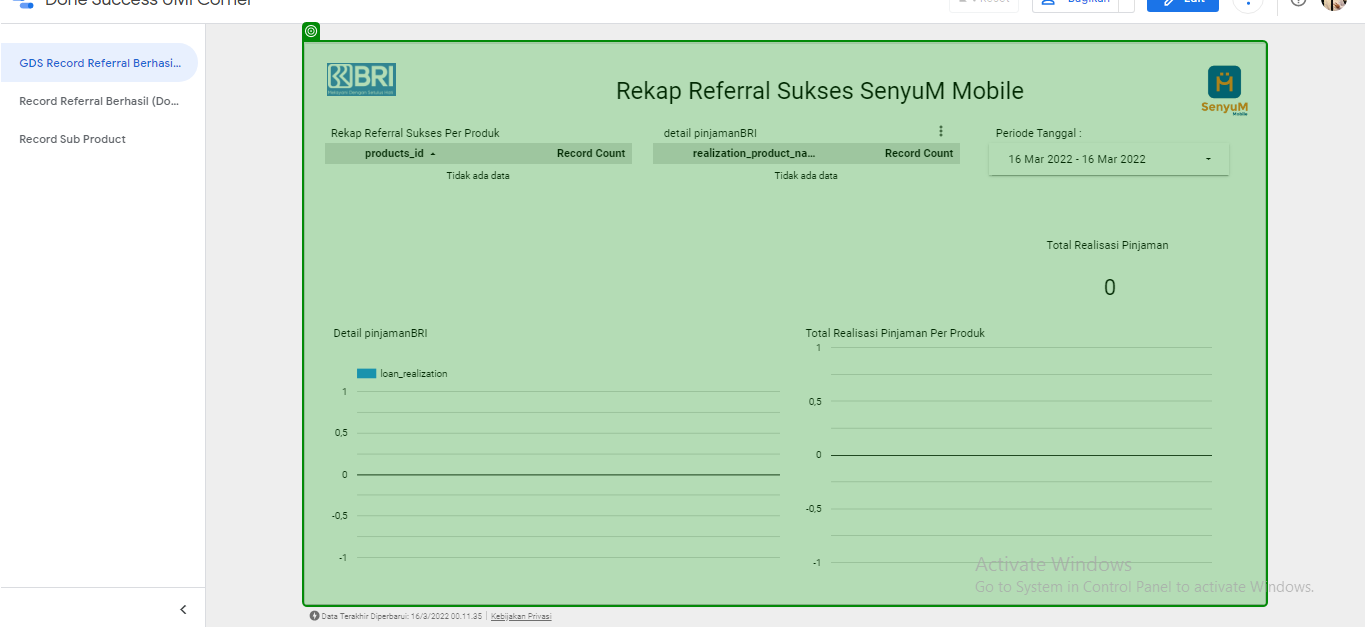 Done Success UMi Corner
Reset
Bagikan
Edit
GDS Record Referral Berhasi...
Record Referral Berhasil (Do...
Record Sub Product
BRI
Melayani Dengan Setulus Hati
Rekap Referral Sukses SenyuM Mobile
SenyuM
Mobile
Rekap Referral Sukses Per Produk
products_id
Record Count
Tidak ada data
detail pinjamanBRI
realization_product_na...
Record Count
Tidak ada data
Periode Tanggal :
16 Mar 2022 - 16 Mar 2022
Total Realisasi Pinjaman
0
Detail pinjamanBRI
loan_realization
1
0,5
0
-0,5
-1
Total Realisasi Pinjaman Per Produk
1
0,5
0
-0,5
-1
Activate Windows
Go to System in Control Panel to activate Windows.
Data Terakhir Diperbarui: 16/3/2022 00.11.35
Kebijakan Privasi